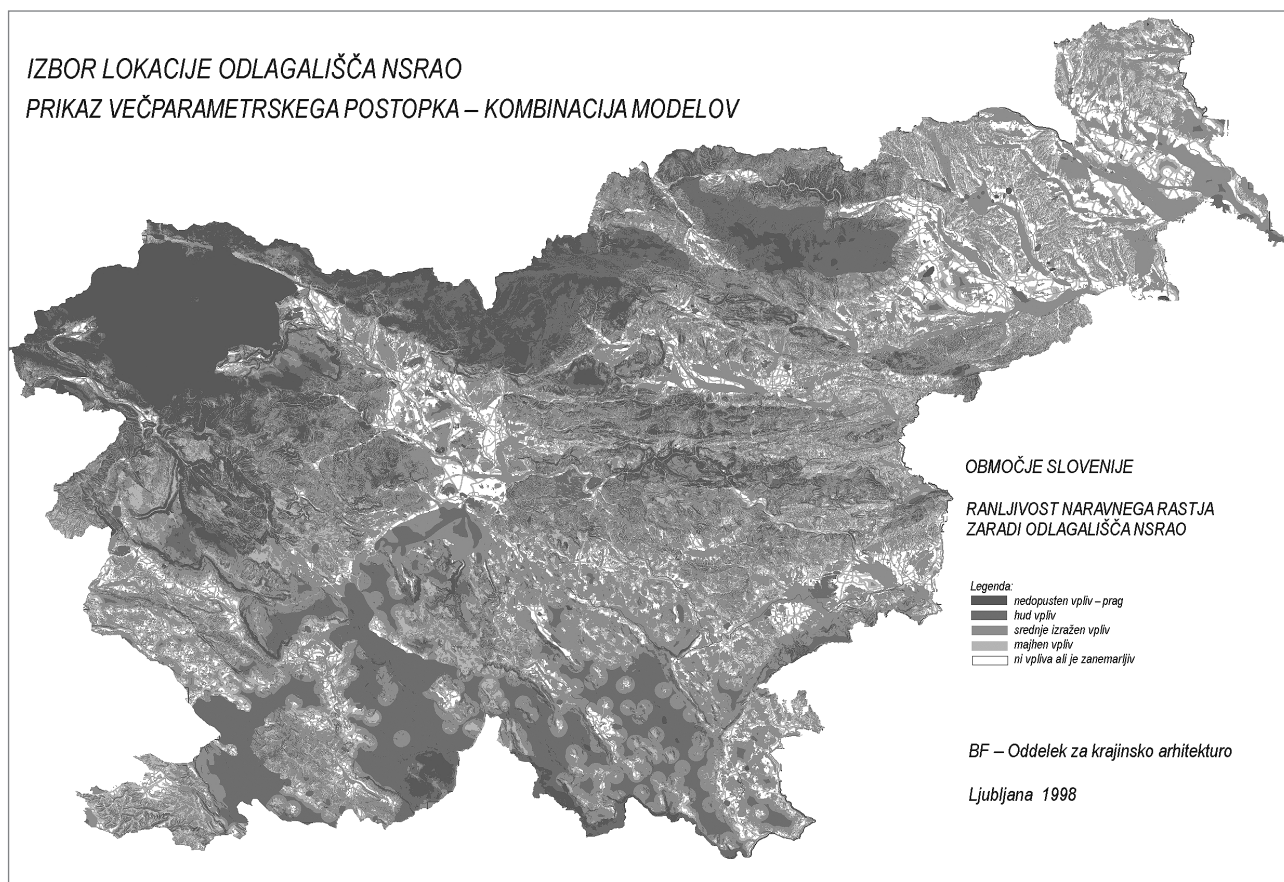 IZBOR LOKACIJE ODLAGALIŠČA NSRAO
PRIKAZ VEČPARAMETRSKEGA POSTOPKA – KOMBINACIJA MODELOV
OBMOČJE SLOVENIJE
RANLJIVOST NARAVNEGA RASTJA
ZARADI ODLAGALIŠČA NSRAO
Legenda:
nedopusten vpliv – prag
hud vpliv
srednje izražen vpliv
majhen vpliv
ni vpliva ali je zanemarljiv
BF – Oddelek za krajinsko arhitekturo
Ljubljana 1998